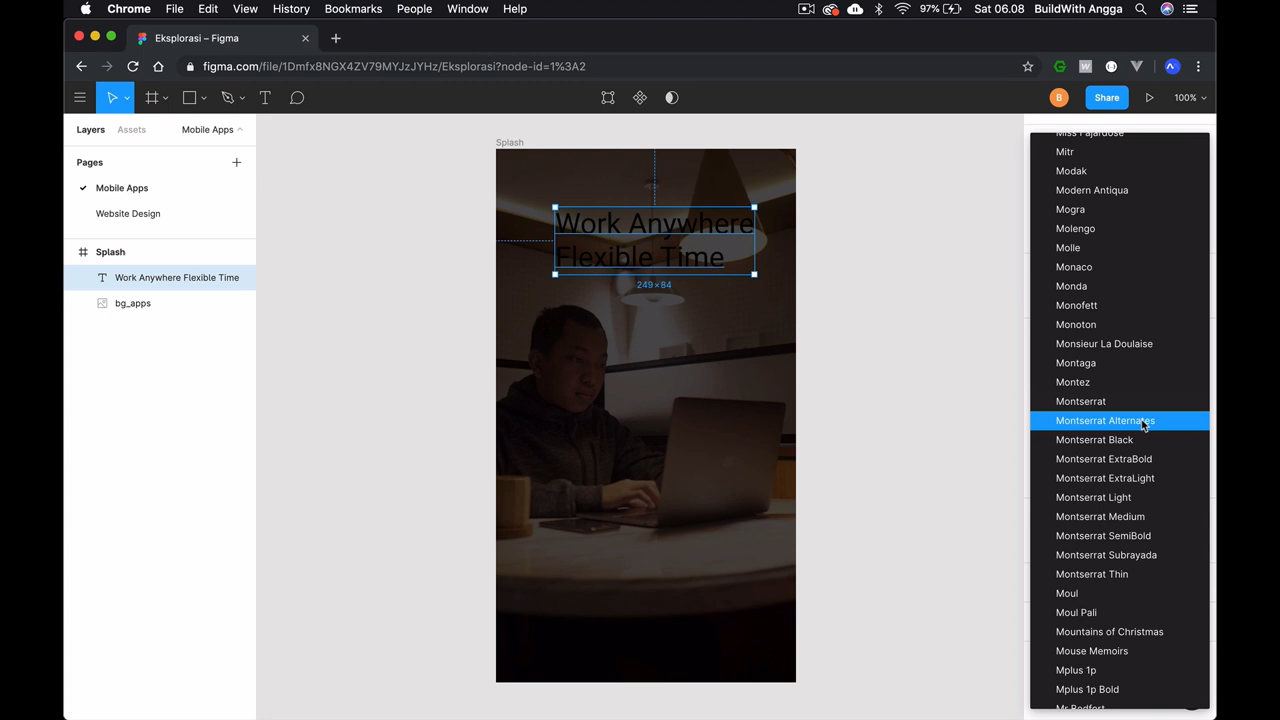 Chrome File Edit View History Bookmarks People Window Help 97% Sat 06.08 BuildWith Angga
Eksplorasi – Figma
figma.com/file/1Dmfx8NGX4ZV79MYJzJYHz/Eksplorasi?node-id=1%3A2
B Share 100%
Layers Assets Mobile Apps
Pages
Mobile Apps
Website Design
Splash
Work Anywhere Flexible Time
bg_apps
Splash
Work Anywhere
Flexible Time
249×84
Miss Fajardose
Mitr
Modak
Modern Antiqua
Mogra
Molengo
Molle
Monaco
Monda
Monofett
Monoton
Monsieur La Doulaise
Montaga
Montez
Montserrat
Montserrat Alternates
Montserrat Black
Montserrat ExtraBold
Montserrat ExtraLight
Montserrat Light
Montserrat Medium
Montserrat SemiBold
Montserrat Subrayada
Montserrat Thin
Moul
Moul Pali
Mountains of Christmas
Mouse Memoirs
Mplus 1p
Mplus 1p Bold
Mr Bedfort